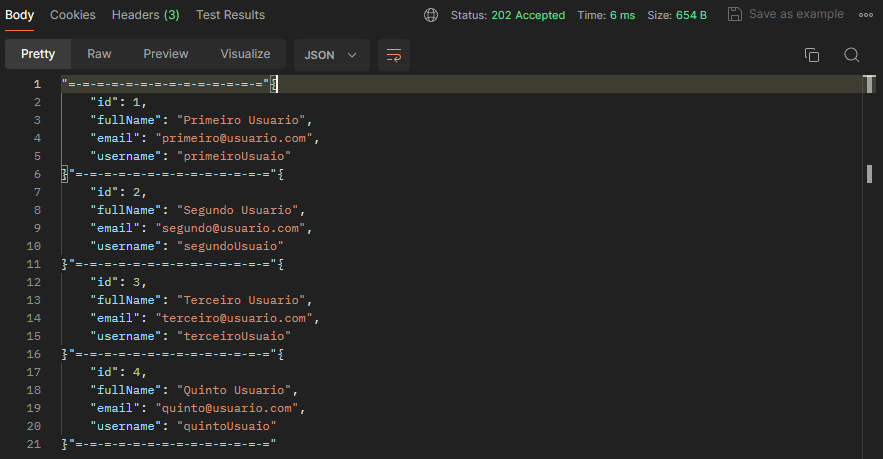 Body Cookies Headers (3) Test Results Status: 202 Accepted Time: 6 ms Size: 654 B Save as example
Pretty Raw Preview Visualize JSON
1 "=-=-=-=-=-=-=-=-=-=-=-=-=-="{
2 "id": 1,
3 "fullName": "Primeiro Usuario",
4 "email": "primeiro@usuario.com",
5 "username": "primeiroUsuaio"
6 }"=-=-=-=-=-=-=-=-=-=-=-=-=-="{
7 "id": 2,
8 "fullName": "Segundo Usuario",
9 "email": "segundo@usuario.com",
10 "username": "segundoUsuaio"
11 }"=-=-=-=-=-=-=-=-=-=-=-=-=-="{
12 "id": 3,
13 "fullName": "Terceiro Usuario",
14 "email": "terceiro@usuario.com",
15 "username": "terceiroUsuaio"
16 }"=-=-=-=-=-=-=-=-=-=-=-=-=-="{
17 "id": 4,
18 "fullName": "Quinto Usuario",
19 "email": "quinto@usuario.com",
20 "username": "quintoUsuaio"
21 }"=-=-=-=-=-=-=-=-=-=-=-=-=-="